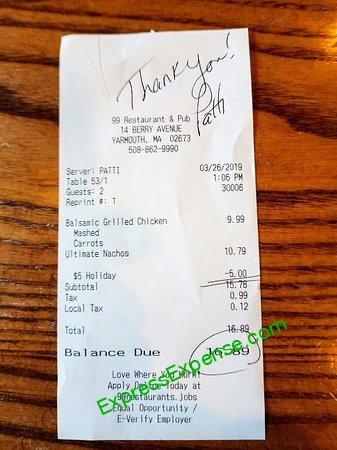 Thank You!
Patti
99 Restaurant & Pub
14 BERRY AVENUE
YARMOUTH, MA 02673
508-862-9990
Server: PATTI 03/26/2019
Table 53/1 1:06 PM
Guests: 2 30006
Reprint #: 1
Balsamic Grilled Chicken 9.99
Mashed
Carrots
Ultimate Nachos 10.79
$5 Holiday -5.00
Subtotal 15.78
Tax 0.99
Local Tax 0.12
Total 16.89
Balance Due 16.89
Love Where You Work!
Apply Online Today at
99restaurants.jobs
Equal Opportunity /
E-Verify Employer
ExpressExpense.com